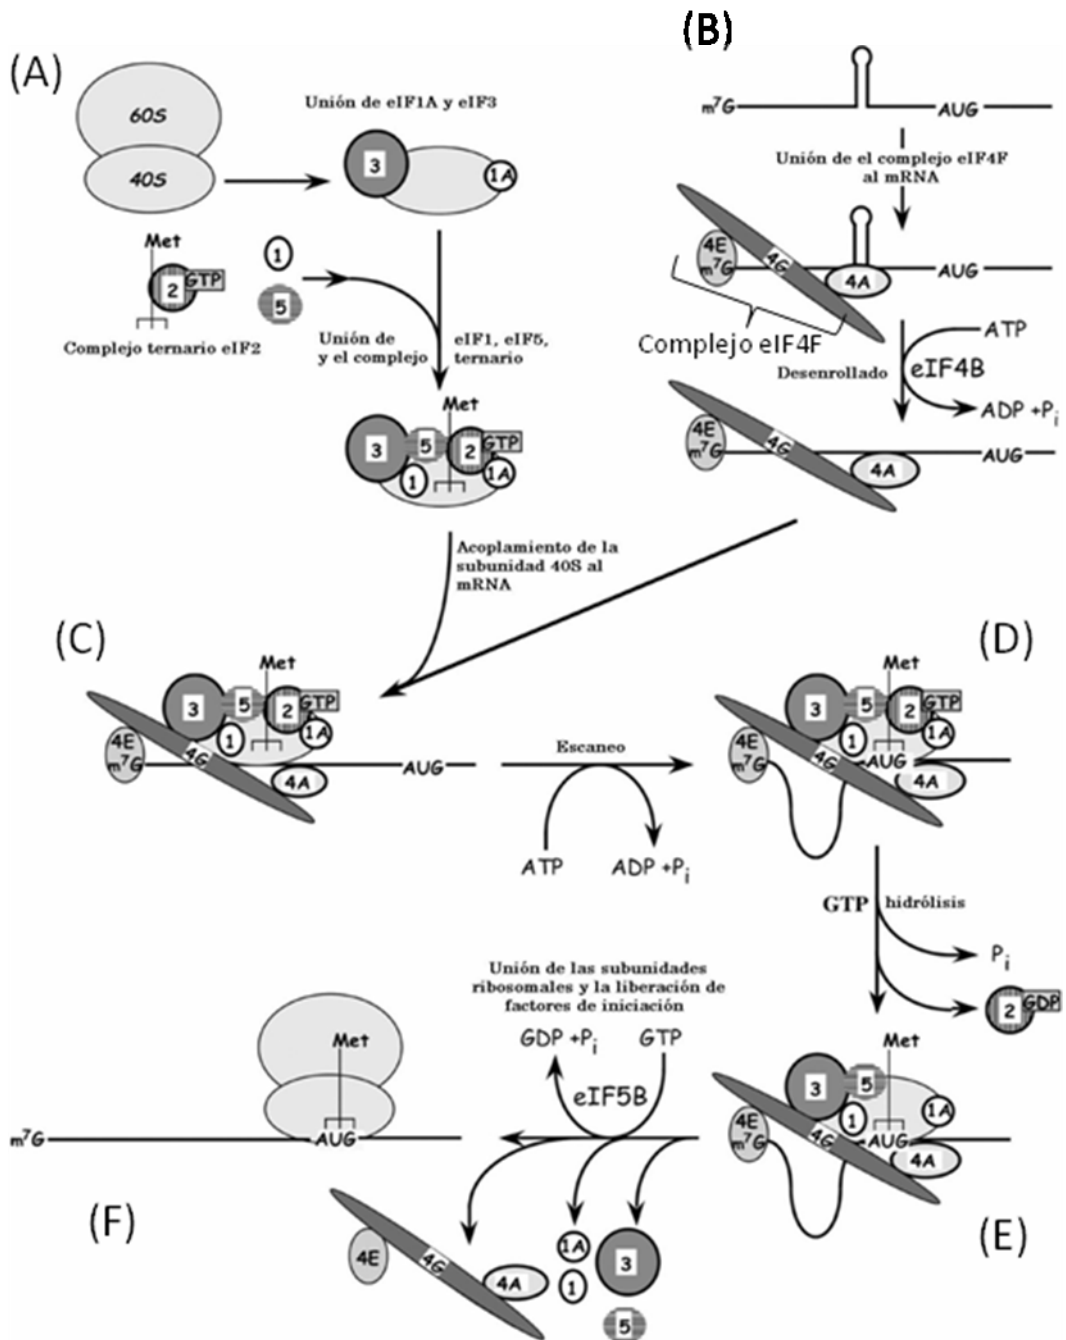 (A)
60S
40S
Unión de eIF1A y eIF3
3
1A
Met
2
GTP
1
5
Complejo ternario eIF2
Unión de eIF1, eIF5,
y el complejo ternario
Met
3
5
2
GTP
1
1A
Acoplamiento de la
subunidad 40S al
mRNA
(B)
m7G
AUG
Unión de el complejo eIF4F
al mRNA
4E
m7G
4G
4A
AUG
Complejo eIF4F
ATP
eIF4B
Desenrollado
ADP +Pi
4E
m7G
4G
4A
AUG
(C)
Met
3
5
2
GTP
1
1A
4E
m7G
4G
4A
AUG
Escaneo
ATP
ADP +Pi
(D)
Met
3
5
2
GTP
1
1A
4E
m7G
4G
AUG
4A
GTP hidrólisis
Pi
2
GDP
Met
3
5
1
1A
4E
m7G
4G
AUG
4A
(E)
Unión de las subunidades
ribosomales y la liberación de
factores de iniciación
GDP +Pi
GTP
eIF5B
Met
m7G
AUG
(F)
4E
4G
4A
1A
1
3
5